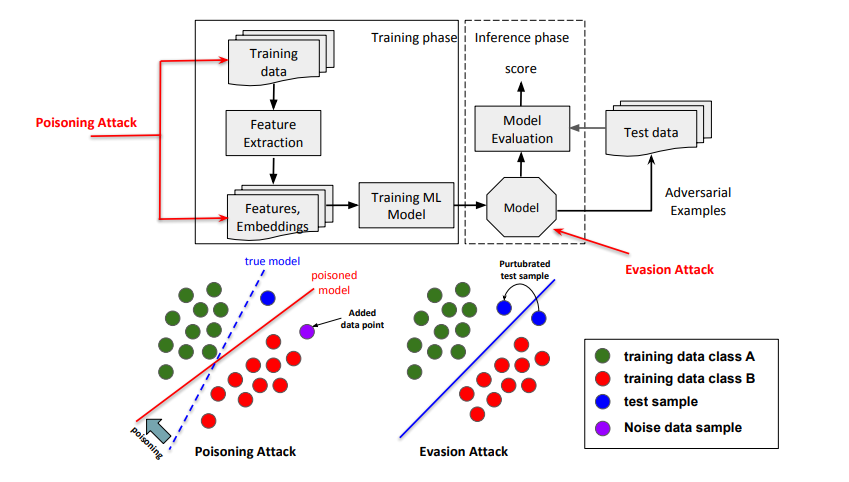 Training phase
Inference phase
Training
data
score
Poisoning Attack
Feature
Extraction
Model
Evaluation
Test data
Features,
Embeddings
Training ML
Model
Model
Adversarial
Examples
Evasion Attack
true model
poisoned
model
Added
data point
poisoning
Poisoning Attack
Purtubrated
test sample
Evasion Attack
training data class A
training data class B
test sample
Noise data sample